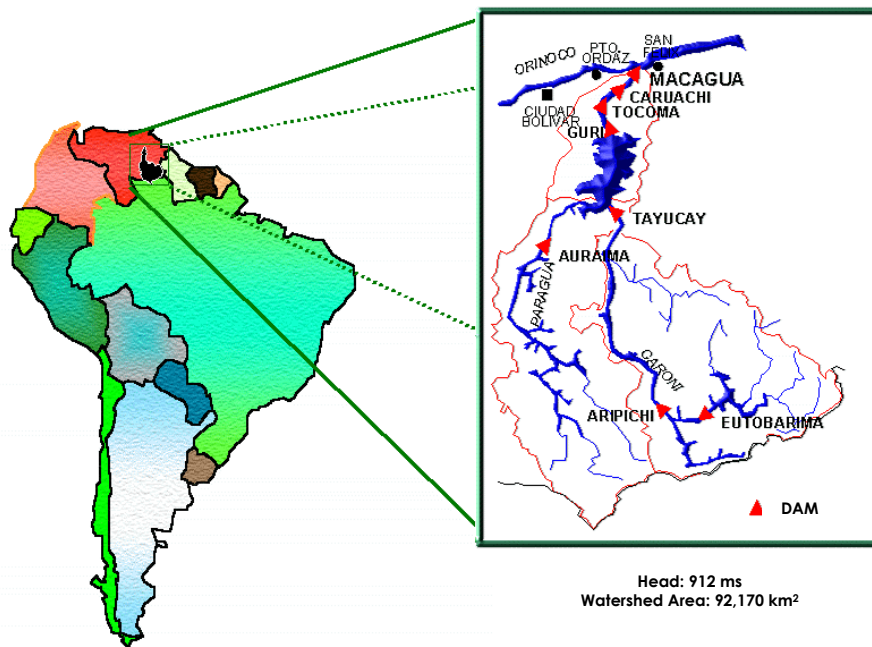 ORINOCO
PTO.
ORDAZ
SAN
FELIX
MACAGUA
CIUDAD
BOLIVAR
CARUACHI
TOCOMA
GURI
TAYUCAY
AURAIMA
PARAGUA
CARONI
ARIPICHI
EUTOBARIMA
DAM
Head: 912 ms
Watershed Area: 92,170 km²